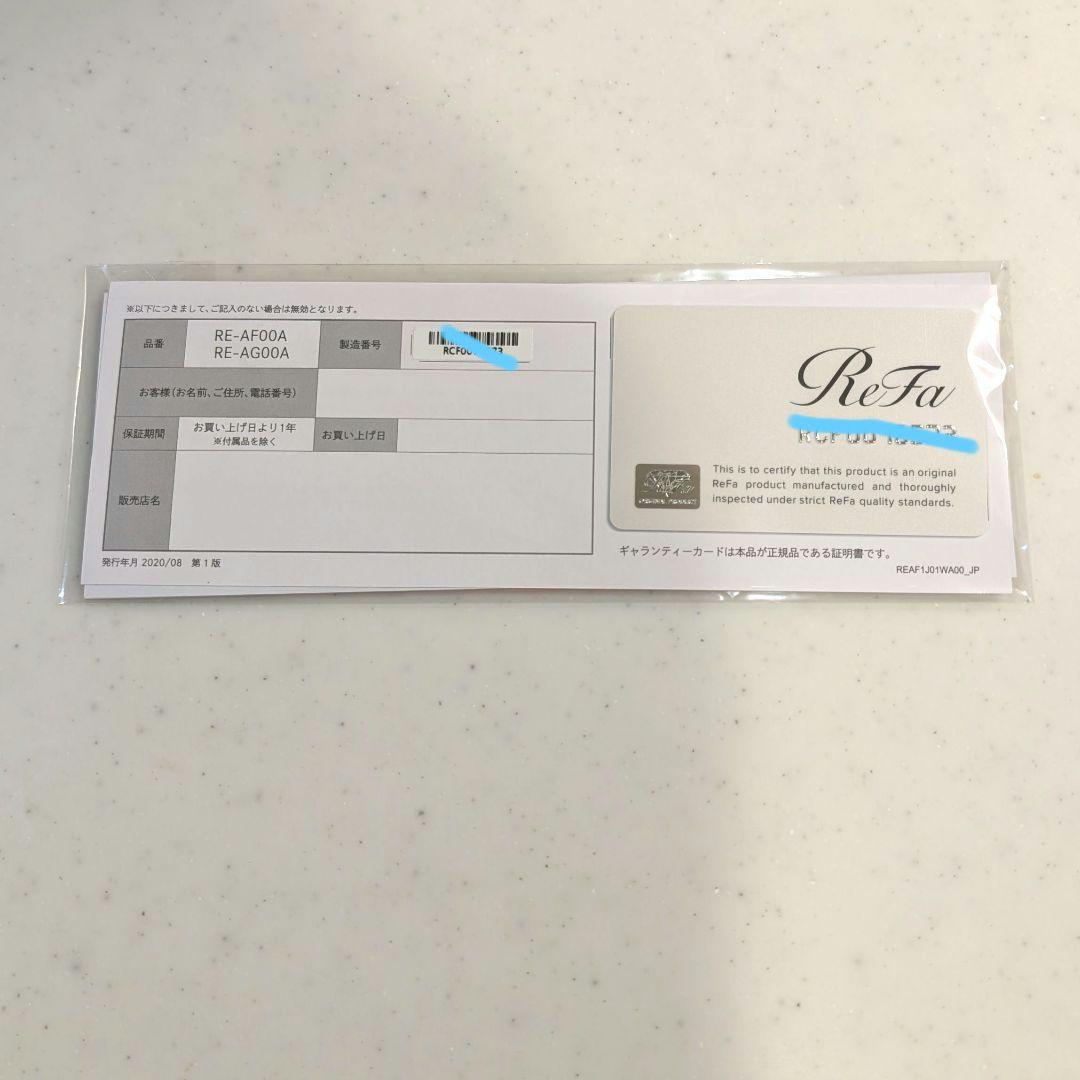 ※以下につきまして、ご記入のない場合は無効となります。
品番
RE-AF00A
RE-AG00A
製造番号
お客様(お名前、ご住所、電話番号)
保証期間
お買い上げ日より1年
※付属品を除く
お買い上げ日
販売店名
発行年月 2020/08 第1版
ReFa
This is to certify that this product is an original
ReFa product manufactured and thoroughly
inspected under strict ReFa quality standards.
ギャランティーカードは本品が正規品である証明書です。
REAF1J01WA00_JP